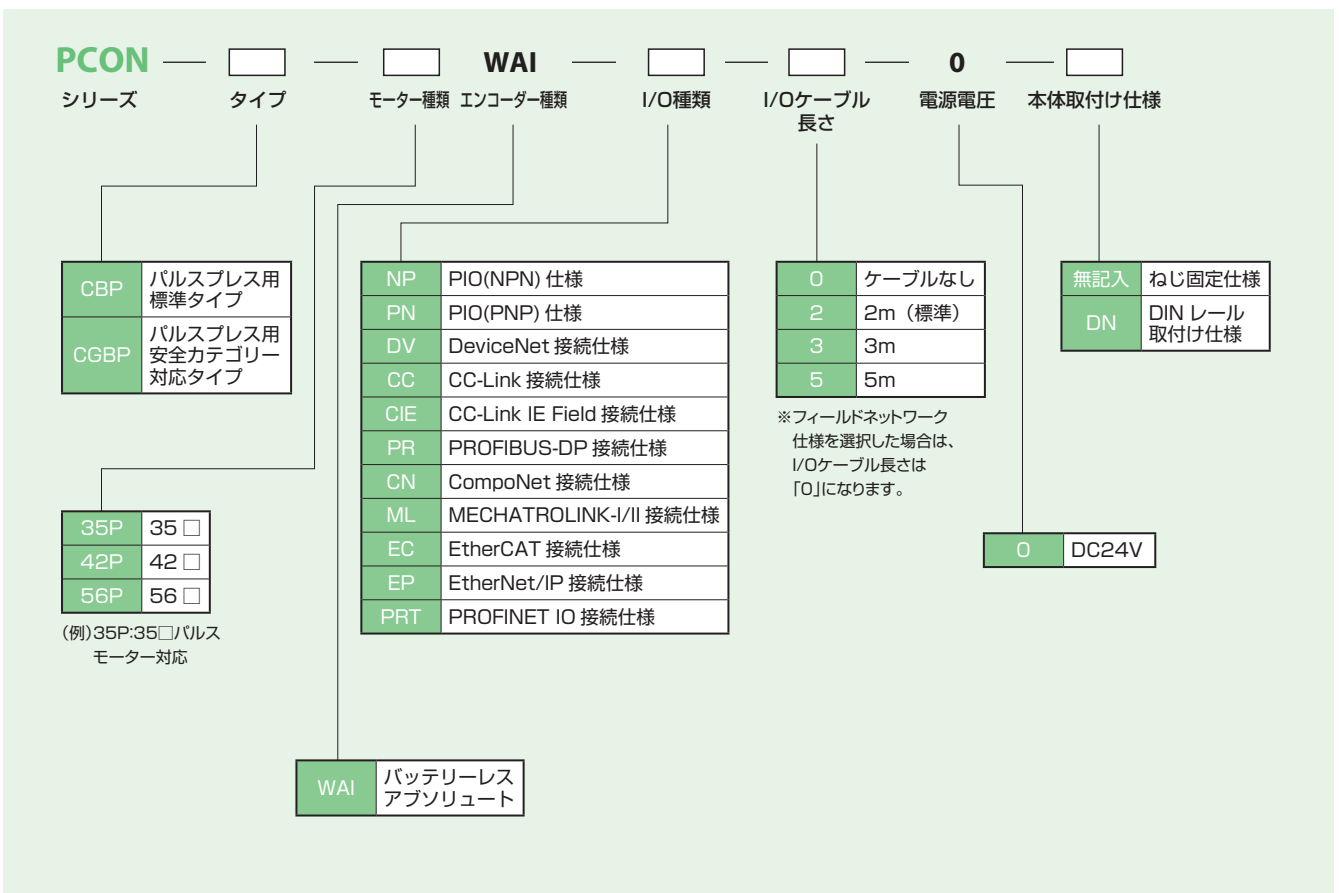 PCON — □ — □ WAI — □ — □ — 0 — □
シリーズ タイプ モーター種類 エンコーダー種類 I/O種類 I/Oケーブル 電源電圧 本体取付け仕様
長さ
CBP パルスプレス用
標準タイプ
CGBP パルスプレス用
安全カテゴリー
対応タイプ
35P 35 □
42P 42 □
56P 56 □
(例)35P:35□パルス
モーター対応
WAI バッテリーレス
アブソリュート
NP PIO(NPN) 仕様
PN PIO(PNP) 仕様
DV DeviceNet 接続仕様
CC CC-Link 接続仕様
CIE CC-Link IE Field 接続仕様
PR PROFIBUS-DP 接続仕様
CN CompoNet 接続仕様
ML MECHATROLINK-I/II 接続仕様
EC EtherCAT 接続仕様
EP EtherNet/IP 接続仕様
PRT PROFINET IO 接続仕様
0 ケーブルなし
2 2m（標準）
3 3m
5 5m
※フィールドネットワーク
仕様を選択した場合は、
I/Oケーブル長さは
「0」になります。
0 DC24V
無記入 ねじ固定仕様
DN DIN レール
取付け仕様